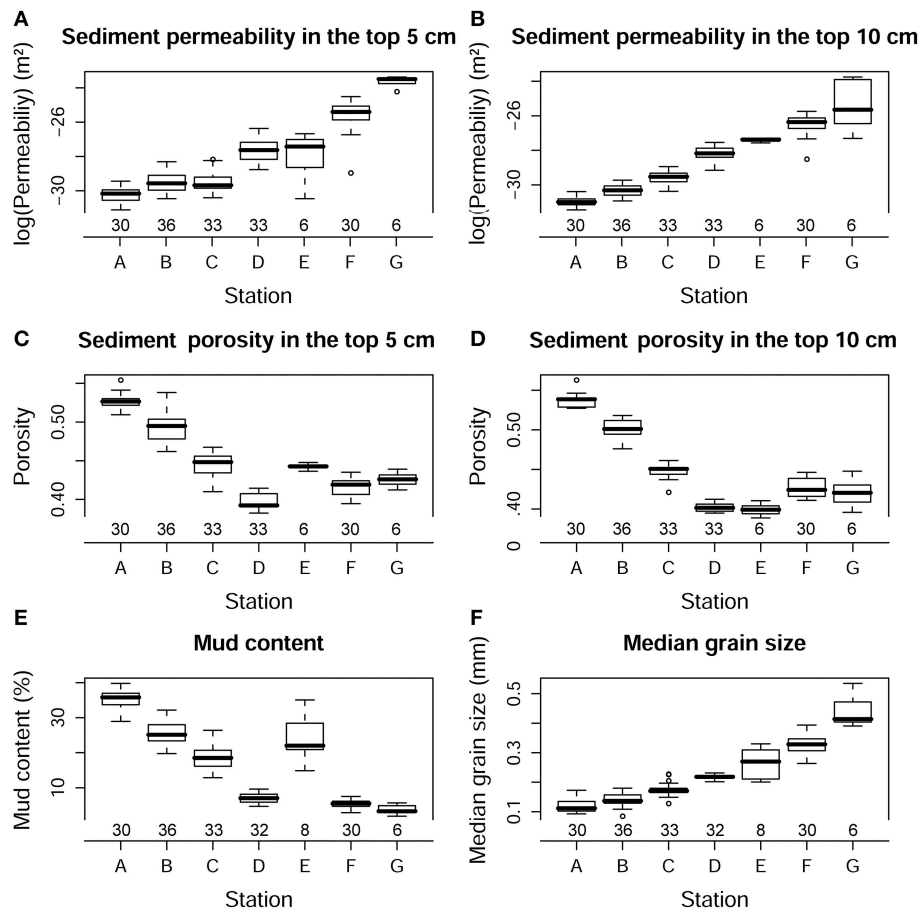 A
Sediment permeability in the top 5 cm
log(Permeabiliy) (m²)
-26
-30
30 36 33 33 6 30 6
A B C D E F G
Station
B
Sediment permeability in the top 10 cm
log(Permeability) (m²)
-26
-30
30 36 33 33 6 30 6
A B C D E F G
Station
C
Sediment porosity in the top 5 cm
Porosity
0.50
0.40
30 36 33 33 6 30 6
A B C D E F G
Station
D
Sediment porosity in the top 10 cm
Porosity
0.50
.40
0
30 36 33 33 6 30 6
A B C D E F G
Station
E
Mud content
Mud content (%)
30
10
30 36 33 32 8 30 6
A B C D E F G
Station
F
Median grain size
Median grain size (mm)
0.5
0.3
0.1
30 36 33 32 8 30 6
A B C D E F G
Station